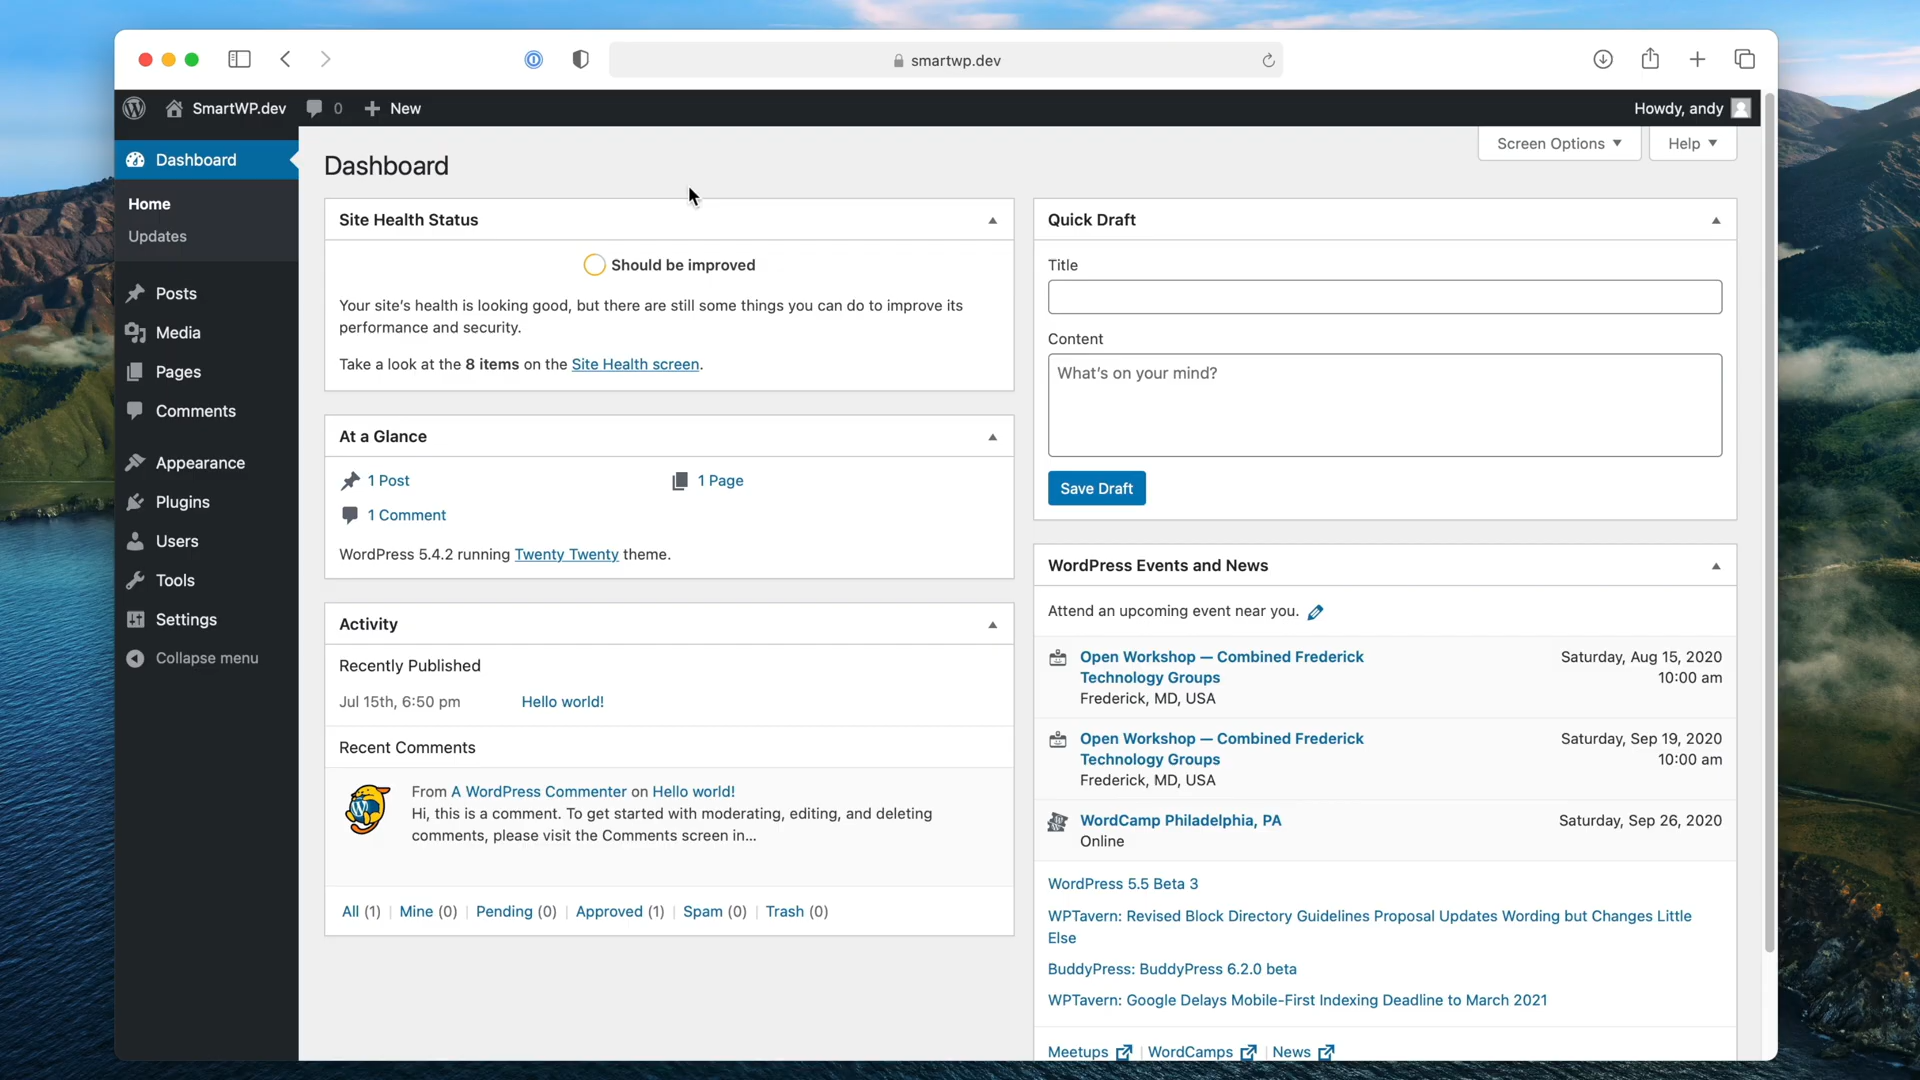 smartwp.dev
SmartWP.dev 0 New
Howdy, andy
Dashboard
Home
Updates
Posts
Media
Pages
Comments
Appearance
Plugins
Users
Tools
Settings
Collapse menu
Screen Options
Help
Dashboard
Site Health Status
Should be improved
Your site's health is looking good, but there are still some things you can do to improve its
performance and security.
Take a look at the 8 items on the Site Health screen.
At a Glance
1 Post
1 Page
1 Comment
WordPress 5.4.2 running Twenty Twenty theme.
Activity
Recently Published
Jul 15th, 6:50 pm Hello world!
Recent Comments
From A WordPress Commenter on Hello world!
Hi, this is a comment. To get started with moderating, editing, and deleting
comments, please visit the Comments screen in...
All (1) | Mine (0) | Pending (0) | Approved (1) | Spam (0) | Trash (0)
Quick Draft
Title
Content
What's on your mind?
Save Draft
WordPress Events and News
Attend an upcoming event near you.
Open Workshop — Combined Frederick
Technology Groups
Frederick, MD, USA
Saturday, Aug 15, 2020
10:00 am
Open Workshop — Combined Frederick
Technology Groups
Frederick, MD, USA
Saturday, Sep 19, 2020
10:00 am
WordCamp Philadelphia, PA
Online
Saturday, Sep 26, 2020
WordPress 5.5 Beta 3
WPTavern: Revised Block Directory Guidelines Proposal Updates Wording but Changes Little
Else
BuddyPress: BuddyPress 6.2.0 beta
WPTavern: Google Delays Mobile-First Indexing Deadline to March 2021
Meetups | WordCamps | News